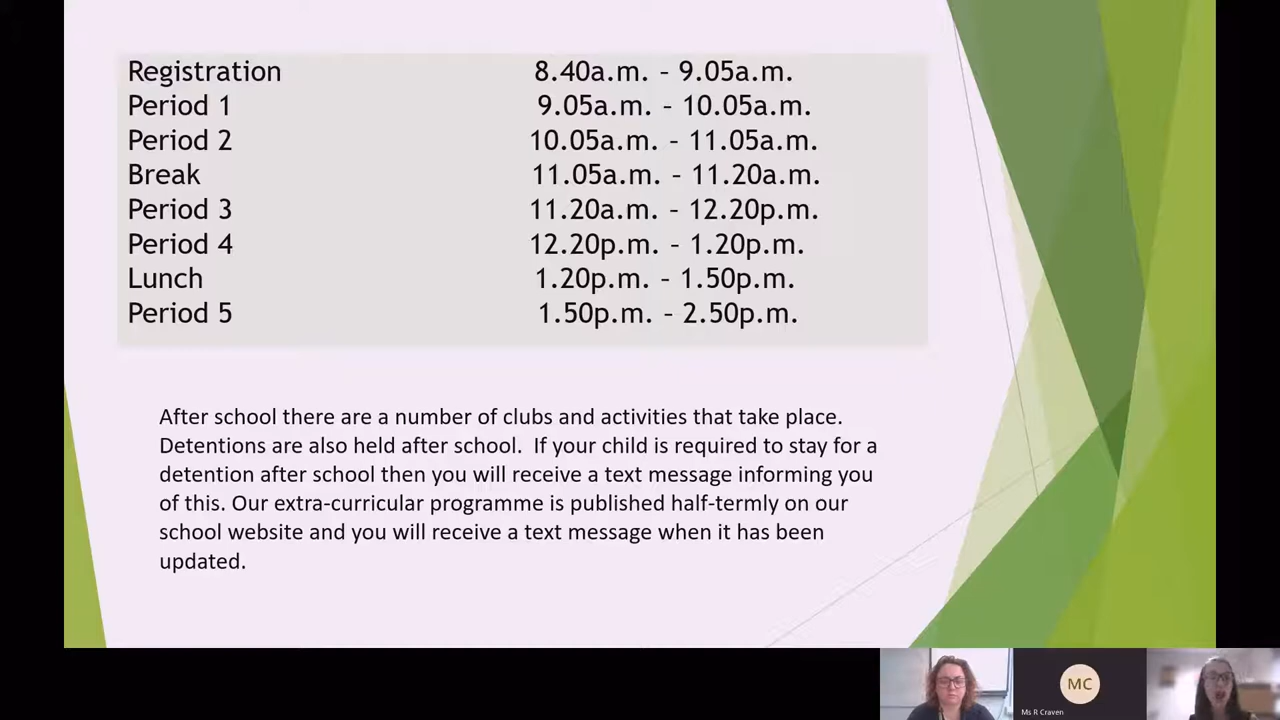 Registration 8.40a.m. – 9.05a.m.
Period 1 9.05a.m. – 10.05a.m.
Period 2 10.05a.m. – 11.05a.m.
Break 11.05a.m. – 11.20a.m.
Period 3 11.20a.m. – 12.20p.m.
Period 4 12.20p.m. – 1.20p.m.
Lunch 1.20p.m. – 1.50p.m.
Period 5 1.50p.m. – 2.50p.m.
After school there are a number of clubs and activities that take place.
Detentions are also held after school.  If your child is required to stay for a
detention after school then you will receive a text message informing you
of this. Our extra-curricular programme is published half-termly on our
school website and you will receive a text message when it has been
updated.
MC
Ms R Craven